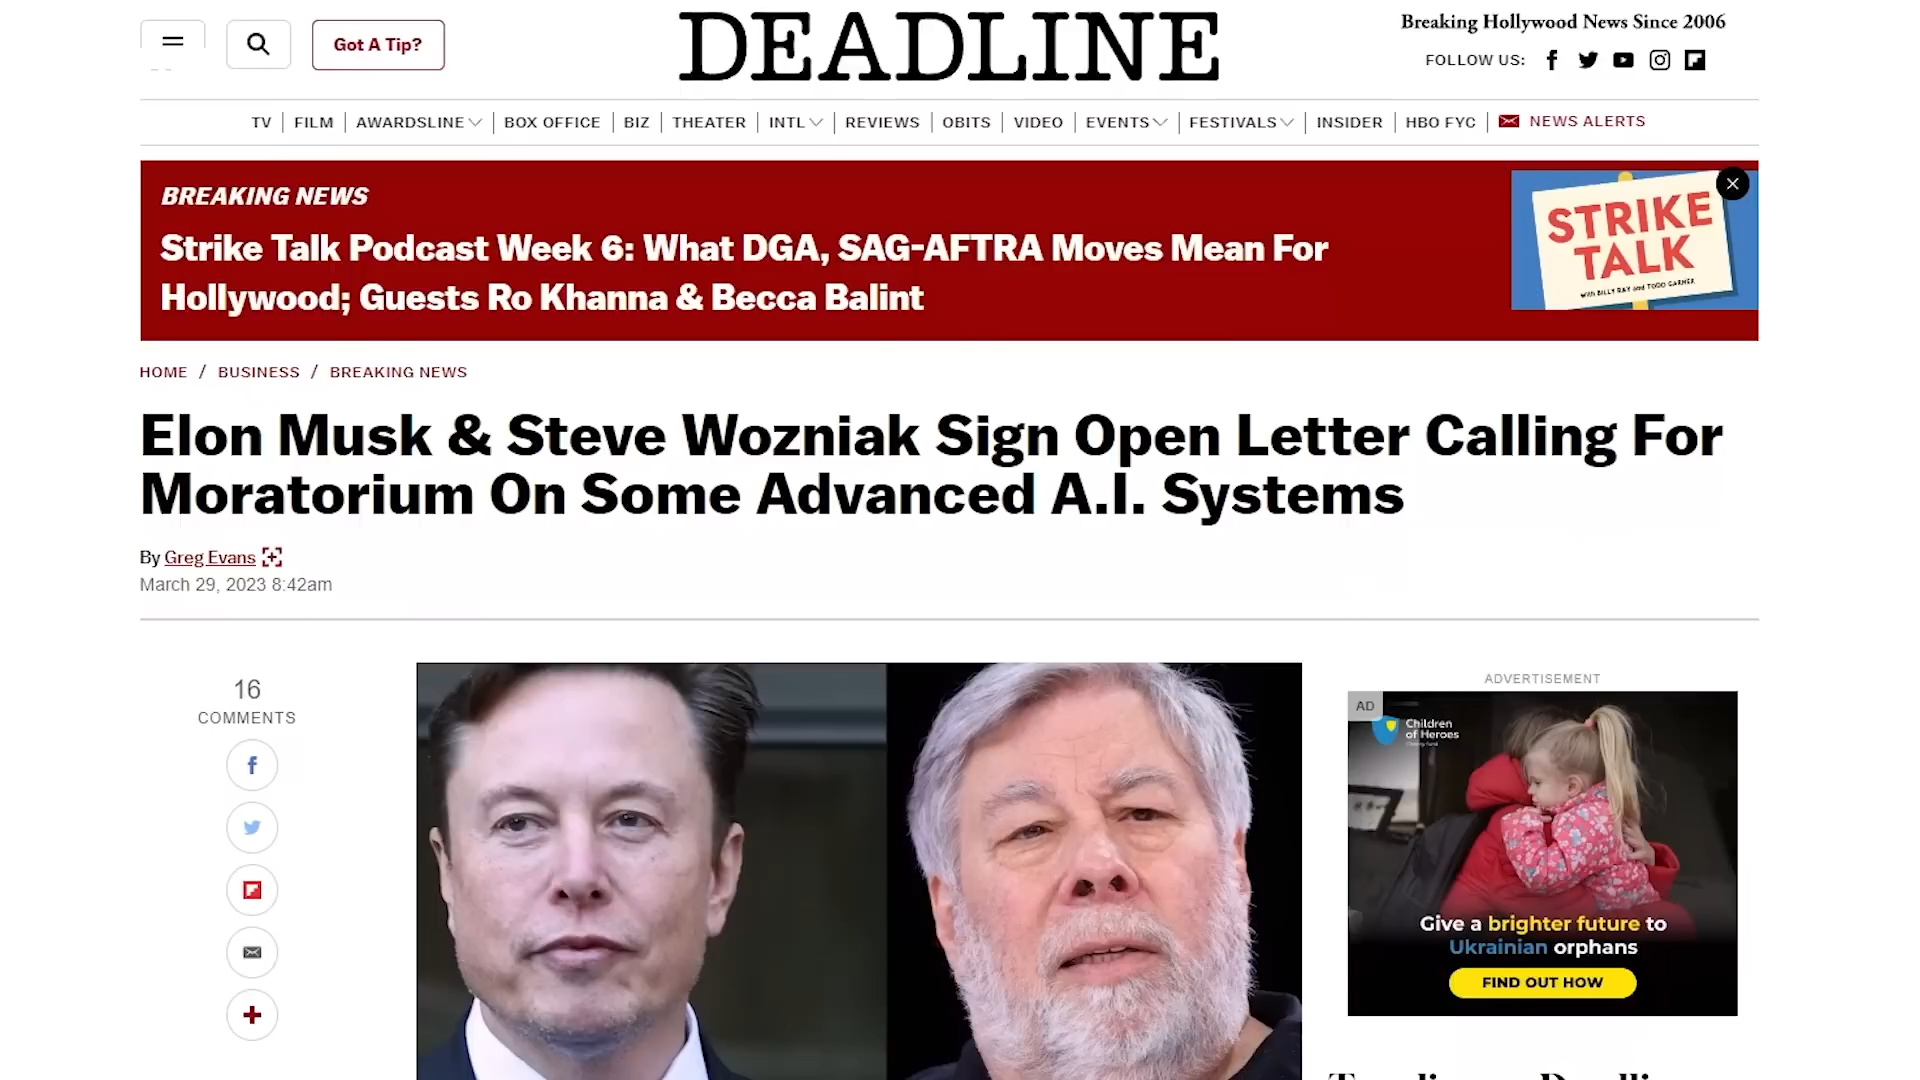 Got A Tip?
DEADLINE
Breaking Hollywood News Since 2006
FOLLOW US:
TV
FILM
AWARDSLINE
BOX OFFICE
BIZ
THEATER
INTL
REVIEWS
OBITS
VIDEO
EVENTS
FESTIVALS
INSIDER
HBO FYC
NEWS ALERTS
BREAKING NEWS
Strike Talk Podcast Week 6: What DGA, SAG-AFTRA Moves Mean For
Hollywood; Guests Ro Khanna & Becca Balint
STRIKE
TALK
with BILLY RAY and TODD GARNER
HOME / BUSINESS / BREAKING NEWS
Elon Musk & Steve Wozniak Sign Open Letter Calling For
Moratorium On Some Advanced A.I. Systems
By Greg Evans
March 29, 2023 8:42am
16
COMMENTS
ADVERTISEMENT
AD
Children
of Heroes
Charity fund
Give a brighter future to
Ukrainian orphans
FIND OUT HOW